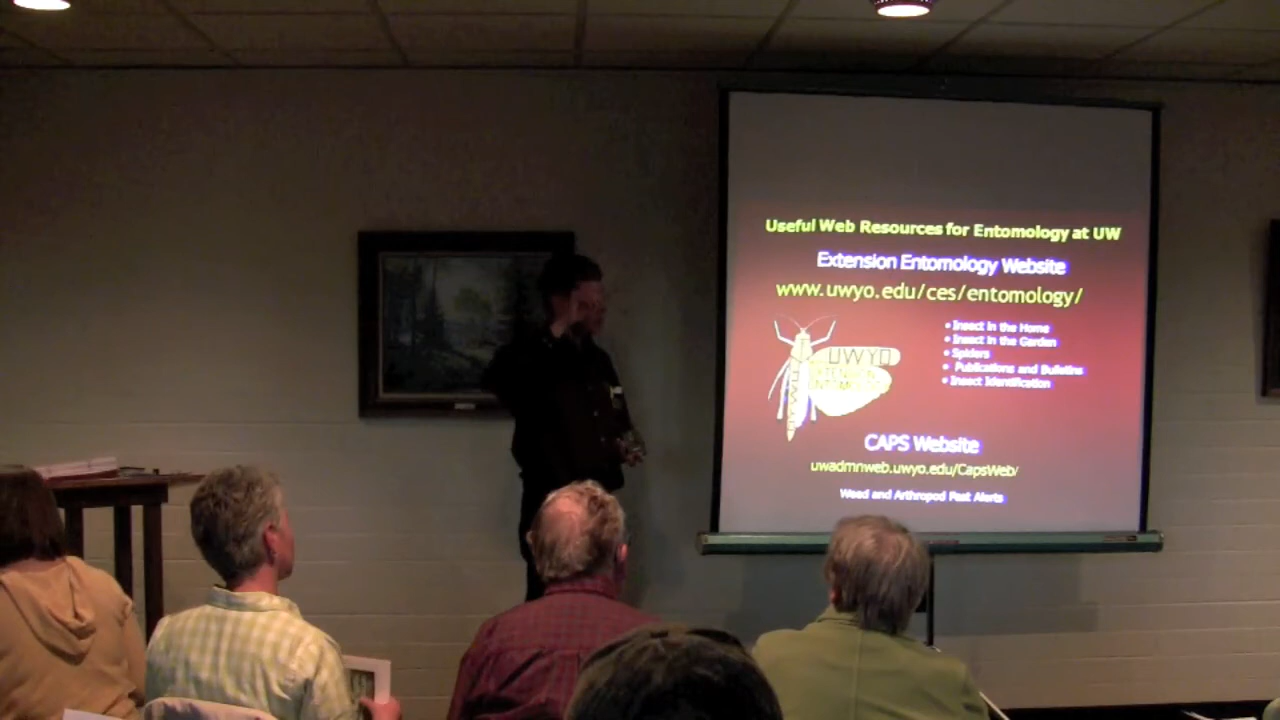 Useful Web Resources for Entomology at UW
Extension Entomology Website
www.uwyo.edu/ces/entomology/
• Insect in the Home
• Insect in the Garden
• Spiders
• Publications and Bulletins
• Insect Identification
UWYO
EXTENSION
ENTOMOLOGY
CAPS Website
uwadmnweb.uwyo.edu/CapsWeb/
Weed and Arthropod Pest Alerts